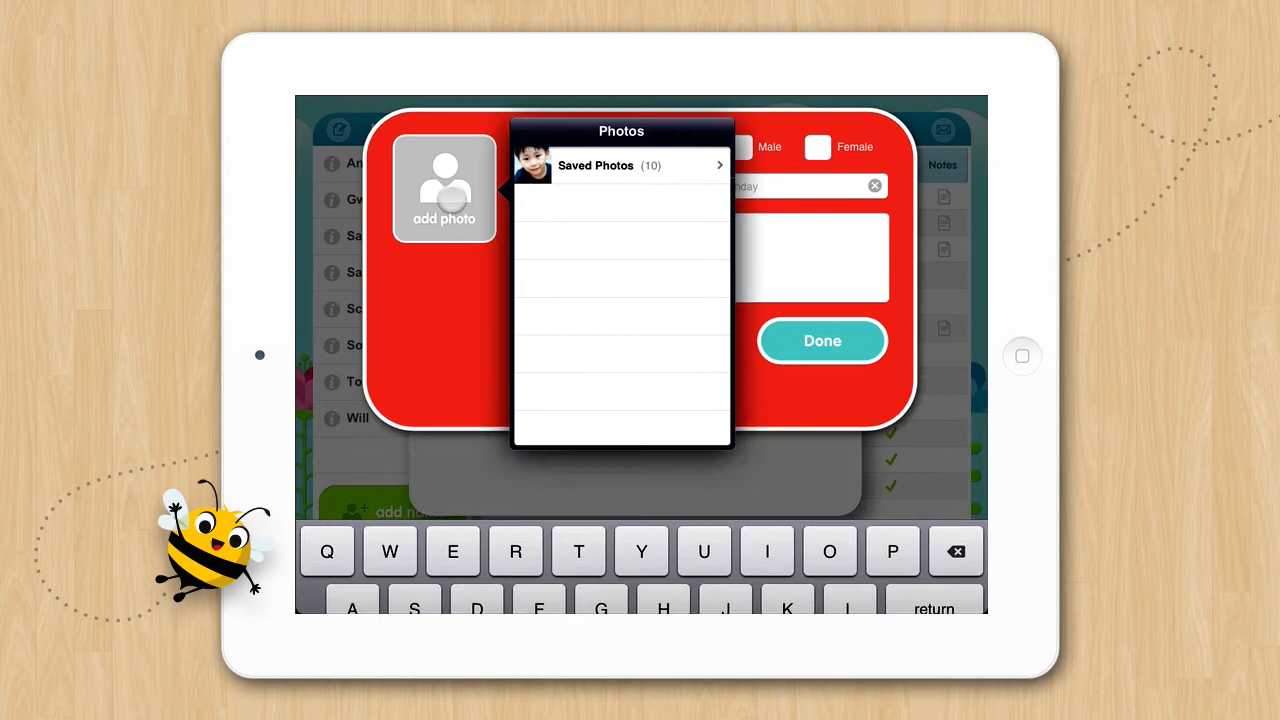 Photos
Saved Photos (10)
add photo
Male
Female
nday
Notes
An
Gw
Sa
Sa
Sc
So
To
Will
Done
add
Q W E R T Y U I O P
A S D F G H J K L return